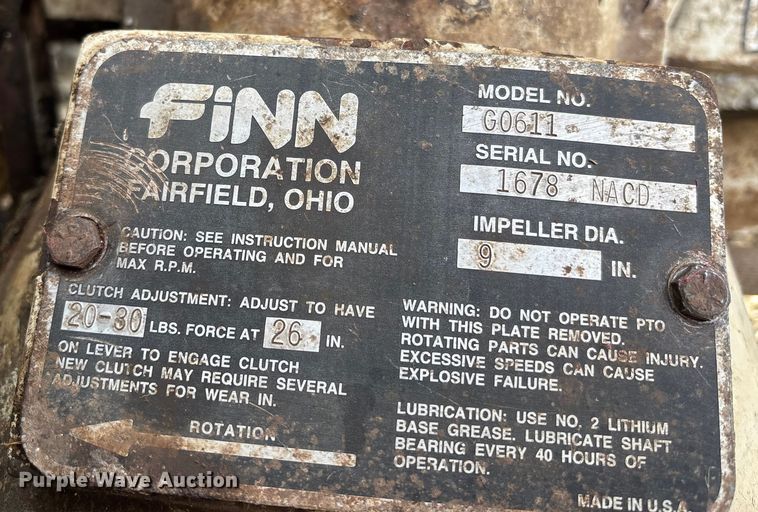 FINN
CORPORATION
FAIRFIELD, OHIO
CAUTION: SEE INSTRUCTION MANUAL
BEFORE OPERATING AND FOR
MAX R.P.M.
CLUTCH ADJUSTMENT: ADJUST TO HAVE
20-30 LBS. FORCE AT 26 IN.
ON LEVER TO ENGAGE CLUTCH
NEW CLUTCH MAY REQUIRE SEVERAL
ADJUSTMENTS FOR WEAR IN.
ROTATION
MODEL NO.
G0611
SERIAL NO.
1678 NACD
IMPELLER DIA.
9 IN.
WARNING: DO NOT OPERATE PTO
WITH THIS PLATE REMOVED.
ROTATING PARTS CAN CAUSE INJURY.
EXCESSIVE SPEEDS CAN CAUSE
EXPLOSIVE FAILURE.
LUBRICATION: USE NO. 2 LITHIUM
BASE GREASE. LUBRICATE SHAFT
BEARING EVERY 40 HOURS OF
OPERATION.
MADE IN U.S.A.
Purple Wave Auction